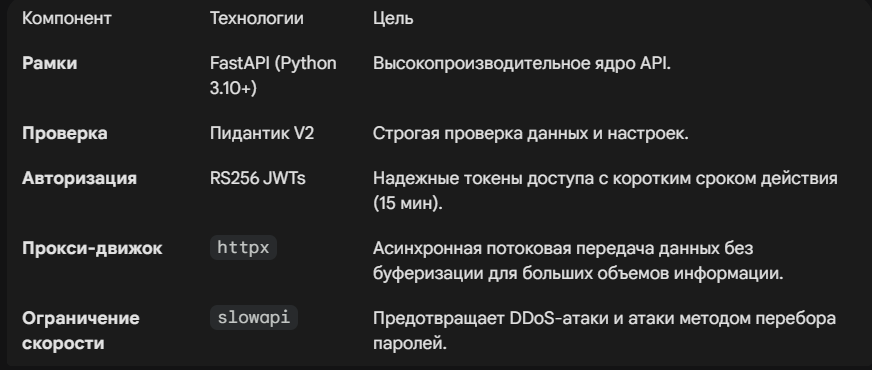 Компонент Технологии Цель
Рамки FastAPI (Python Высокопроизводительное ядро API.
3.10+)
Проверка Пидантик V2 Строгая проверка данных и настроек.
Авторизация RS256 JWTs Надежные токены доступа с коротким сроком действия
(15 мин).
Прокси-движок httpx Асинхронная потоковая передача данных без
буферизации для больших объемов информации.
Ограничение slowapi Предотвращает DDoS-атаки и атаки методом перебора
скорости паролей.